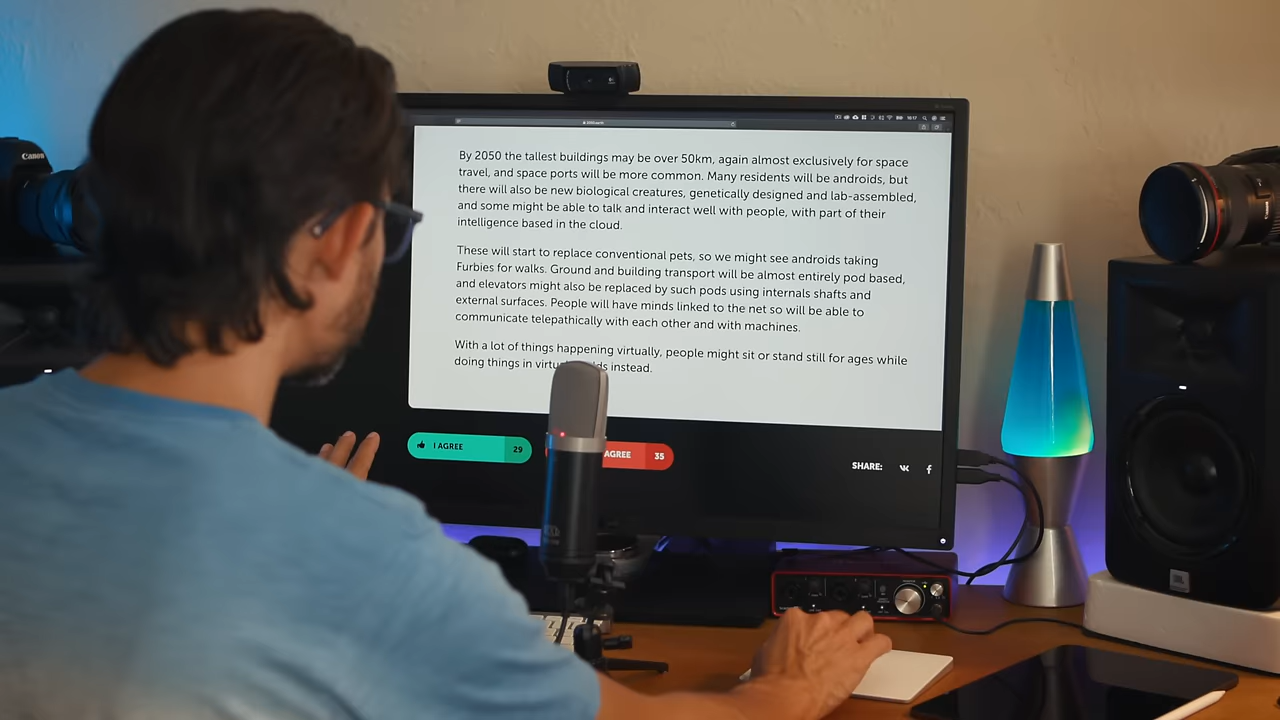 Canon
By 2050 the tallest buildings may be over 50km, again almost exclusively for space
travel, and space ports will be more common. Many residents will be androids, but
there will also be new biological creatures, genetically designed and lab-assembled,
and some might be able to talk and interact well with people, with part of their
intelligence based in the cloud.
These will start to replace conventional pets, so we might see androids taking
Furbies for walks. Ground and building transport will be almost entirely pod based,
and elevators might also be replaced by such pods using internals shafts and
external surfaces. People will have minds linked to the net so will be able to
communicate telepathically with each other and with machines.
With a lot of things happening virtually, people might sit or stand still for ages while
doing things in instead.
I AGREE 29
AGREE 35
SHARE:
JBL